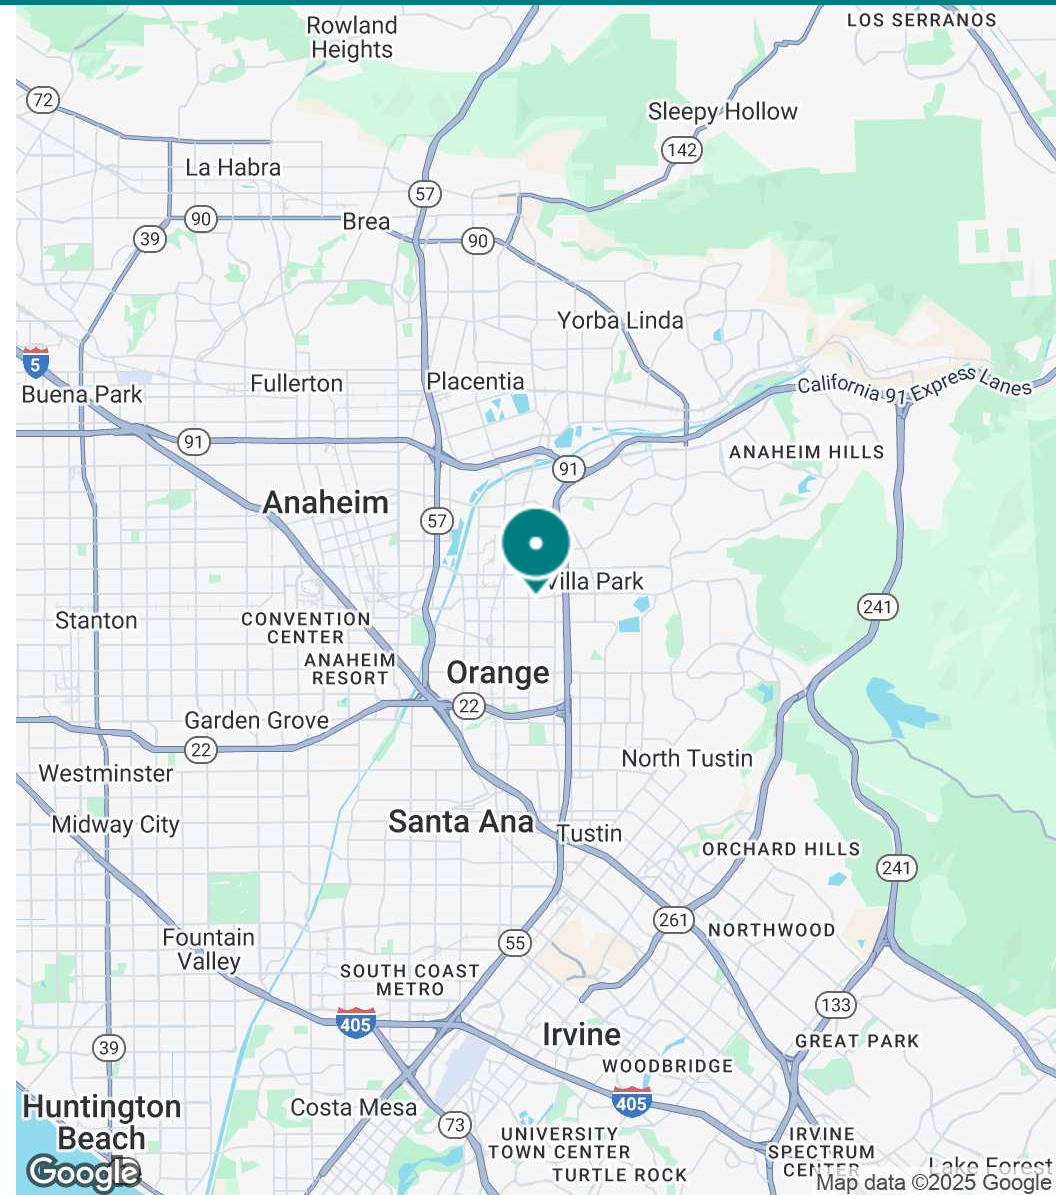 Rowland
Heights
LOS SERRANOS
72
Sleepy Hollow
142
La Habra
57
90
Brea
39
90
Yorba Linda
5
Buena Park
Fullerton
Placentia
California 91 Express Lanes
91
91
ANAHEIM HILLS
Anaheim
57
Villa Park
241
Stanton
CONVENTION
CENTER
ANAHEIM
RESORT
Orange
22
Garden Grove
22
North Tustin
Westminster
Midway City
Santa Ana
Tustin
ORCHARD HILLS
241
261
NORTHWOOD
Fountain
Valley
55
SOUTH COAST
METRO
133
405
Irvine
GREAT PARK
39
WOODBRIDGE
405
Huntington
Beach
Costa Mesa
73
UNIVERSITY
TOWN CENTER
IRVINE
SPECTRUM
CENTER
TURTLE ROCK
Lake Forest
Google
Map data ©2025 Google